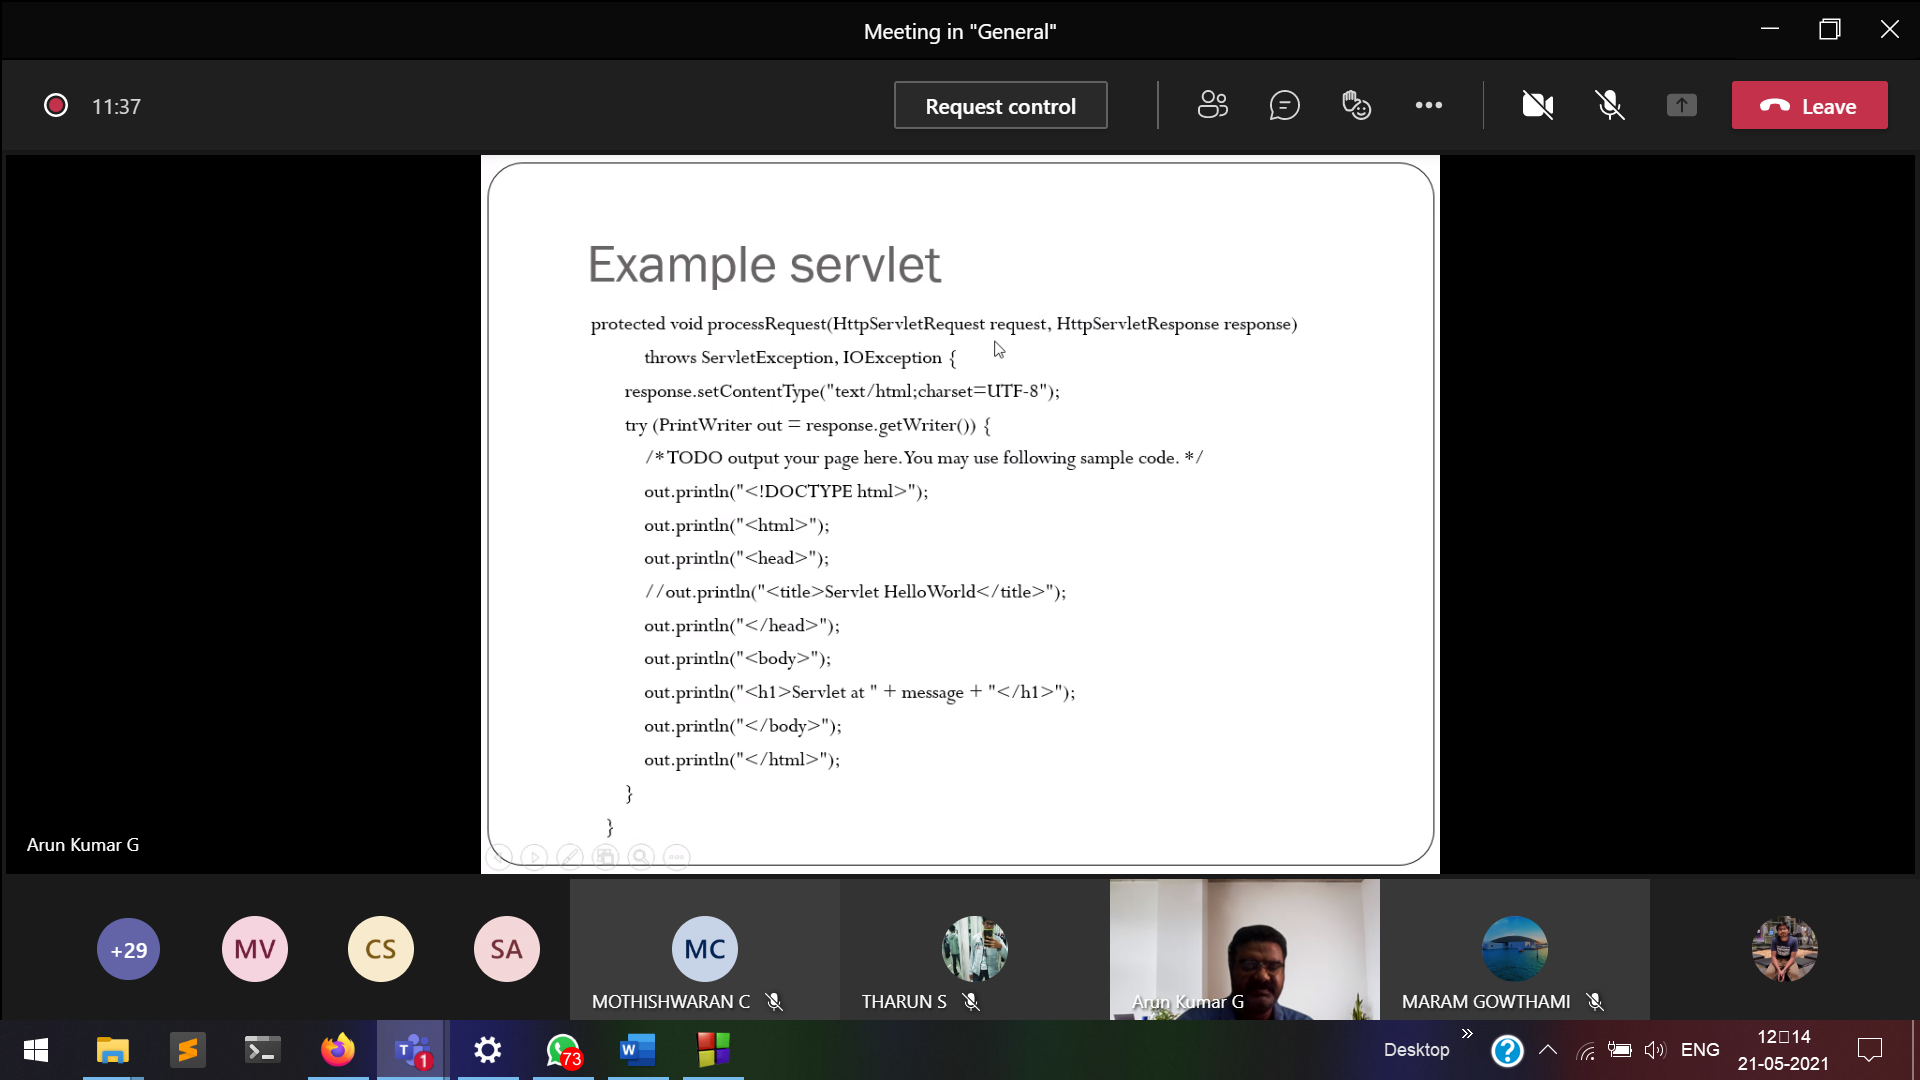 Meeting in "General"
11:37
Request control
Leave
Example servlet
protected void processRequest(HttpServletRequest request, HttpServletResponse response)
throws ServletException, IOException {
response.setContentType("text/html;charset=UTF-8");
try (PrintWriter out = response.getWriter()) {
/* TODO output your page here. You may use following sample code. */
out.println("<!DOCTYPE html>");
out.println("<html>");
out.println("<head>");
//out.println("<title>Servlet HelloWorld</title>");
out.println("</head>");
out.println("<body>");
out.println("<h1>Servlet at " + message + "</h1>");
out.println("</body>");
out.println("</html>");
}
}
Arun Kumar G
+29
MV
CS
SA
MC
MOTHISHWARAN C
THARUN S
Arun Kumar G
MARAM GOWTHAMI
T
1
73
W
Desktop
ENG
12▯14
21-05-2021